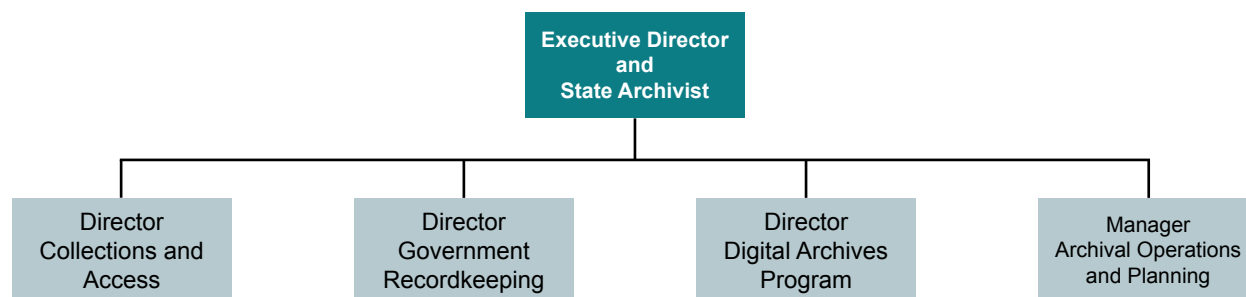 Executive Director
and
State Archivist
Director
Collections and
Access
Director
Government
Recordkeeping
Director
Digital Archives
Program
Manager
Archival Operations
and Planning